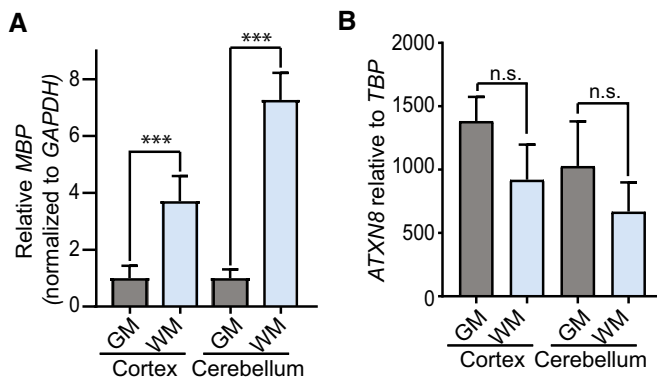 A
Relative MBP
(normalized to GAPDH)
8
6
4
2
0
***
***
GM
WM
GM
WM
Cortex
Cerebellum
B
ATXN8 relative to TBP
2000
1500
1000
500
0
n.s.
n.s.
GM
WM
GM
WM
Cortex
Cerebellum